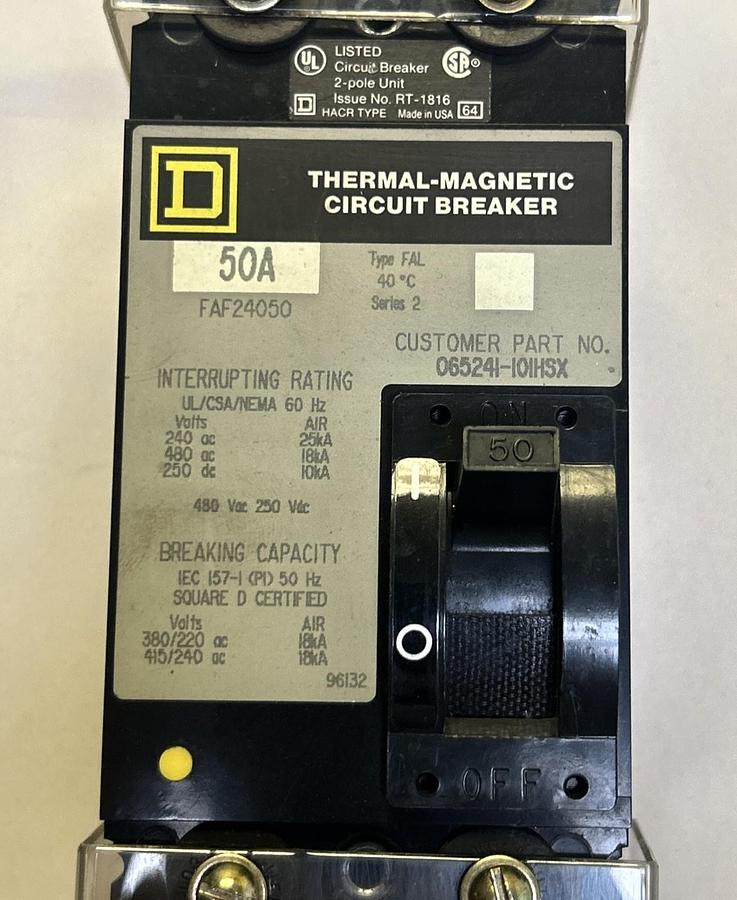 UL LISTED SA®
Circuit Breaker
2-pole Unit
D Issue No. RT-1816 64
HACR TYPE Made in USA
D
THERMAL-MAGNETIC
CIRCUIT BREAKER
50A
FAF24050
Type FAL
40 °C
Series 2
CUSTOMER PART NO.
065241-101HSX
INTERRUPTING RATING
UL/CSA/NEMA 60 Hz
Volts AIR
240 ac 25kA
480 ac 18kA
250 dc 10kA
480 Vac 250 Vdc
BREAKING CAPACITY
IEC 157-1 (P1) 50 Hz
SQUARE D CERTIFIED
Volts AIR
380/220 ac 18kA
415/240 ac 18kA
96132
ON
50
I
O
OFF